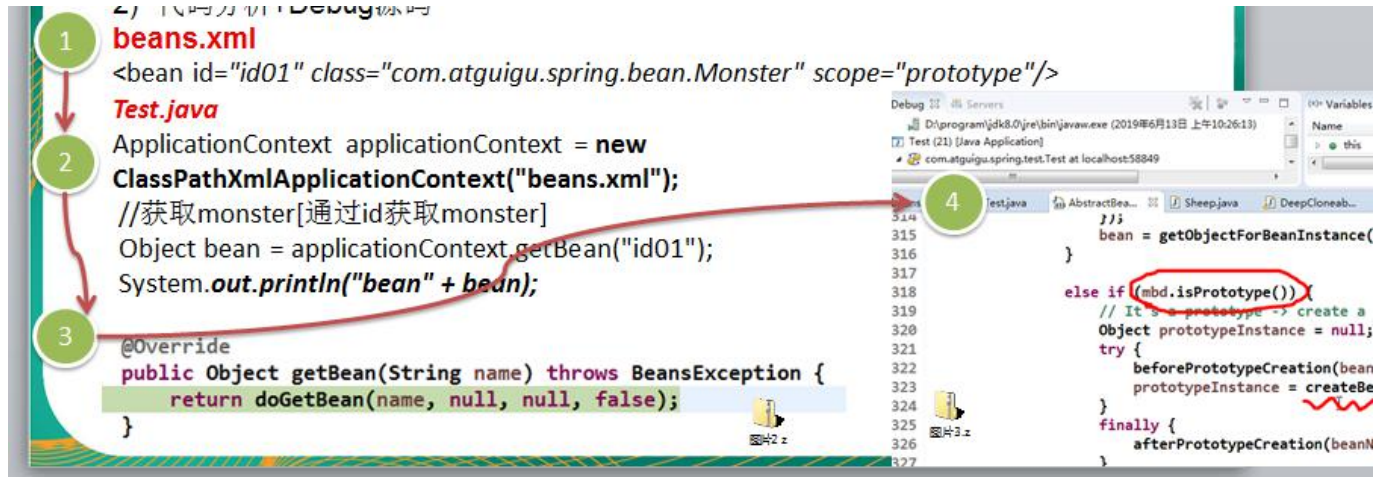 2) 代码分析+Debug源码
1
beans.xml
<bean id="id01" class="com.atguigu.spring.bean.Monster" scope="prototype"/>
Test.java
2
ApplicationContext applicationContext = new
ClassPathXmlApplicationContext("beans.xml");
//获取monster[通过id获取monster]
Object bean = applicationContext.getBean("id01");
System.out.println("bean" + bean);
3
@Override
public Object getBean(String name) throws BeansException {
return doGetBean(name, null, null, false);
}
图片2.z
Debug
Servers
Variables
D:\program\jdk8.0\jre\bin\javaw.exe (2019年6月13日 上午10:26:13)
Name
Test (21) [Java Application]
this
com.atguigu.spring.test.Test at localhost:58849
4
Test.java
AbstractBea...
Sheep.java
DeepCloneab...
314 });
315 bean = getObjectForBeanInstance(
316 }
317
318 else if (mbd.isPrototype()) {
319 // It's a prototype -> create a
320 Object prototypeInstance = null;
321 try {
322 beforePrototypeCreation(bean
323 prototypeInstance = createBe
324 }
325 finally {
326 afterPrototypeCreation(beanN
327 }
图片3.z